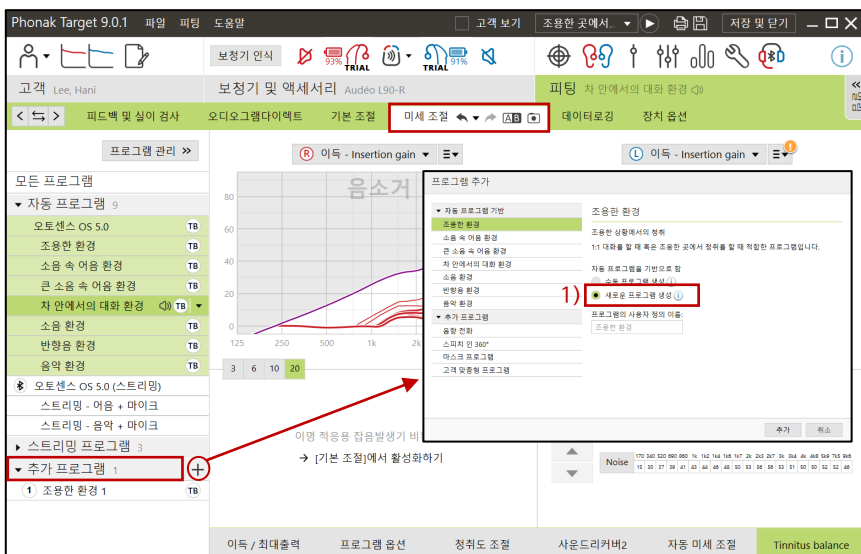 Phonak Target 9.0.1 파일 피팅 도움말 고객 보기 조용한 곳에서.. 저장 및 닫기
보청기 인식 93% TRIAL TRIAL 91%
고객 Lee, Hani 보청기 및 액세서리 Audéo L90-R 피팅 차 안에서의 대화 환경
피드백 및 실이 검사 오디오그램다이렉트 기본 조절 미세 조절 AB 데이터로깅 장치 옵션
프로그램 관리
R 이득 - Insertion gain
L 이득 - Insertion gain
모든 프로그램
자동 프로그램 9
오토센스 OS 5.0 TB
조용한 환경 TB
소음 속 어음 환경 TB
큰 소음 속 어음 환경 TB
차 안에서의 대화 환경 TB
소음 환경 TB
반향음 환경 TB
음악 환경 TB
오토센스 OS 5.0 (스트리밍)
스트리밍 - 어음 + 마이크
스트리밍 - 음악 + 마이크
스트리밍 프로그램 3
추가 프로그램 1 +
1 조용한 환경 1 TB
음소거
80
60
40
20
0
125 250 500 1k 2k
3 6 10 20
이명 적응용 잡음발생기
→ [기본 조절]에서 활성화하기
프로그램 추가
자동 프로그램 기반
조용한 환경
소음 속 어음 환경
큰 소음 속 어음 환경
차 안에서의 대화 환경
소음 환경
반향음 환경
음악 환경
추가 프로그램
음향 전화
스피치 인 360°
마스크 프로그램
고객 맞춤형 프로그램
조용한 환경
조용한 상황에서의 청취
1:1 대화를 할 때 혹은 조용한 곳에서 청취를 할 때 적합한 프로그램입니다.
자동 프로그램을 기반으로 함
수동 프로그램 생성
1) 새로운 프로그램 생성
프로그램의 사용자 정의 이름:
조용한 환경
추가 취소
Noise
이득 / 최대출력 프로그램 옵션 청취도 조절 사운드리커버2 자동 미세 조절 Tinnitus balance